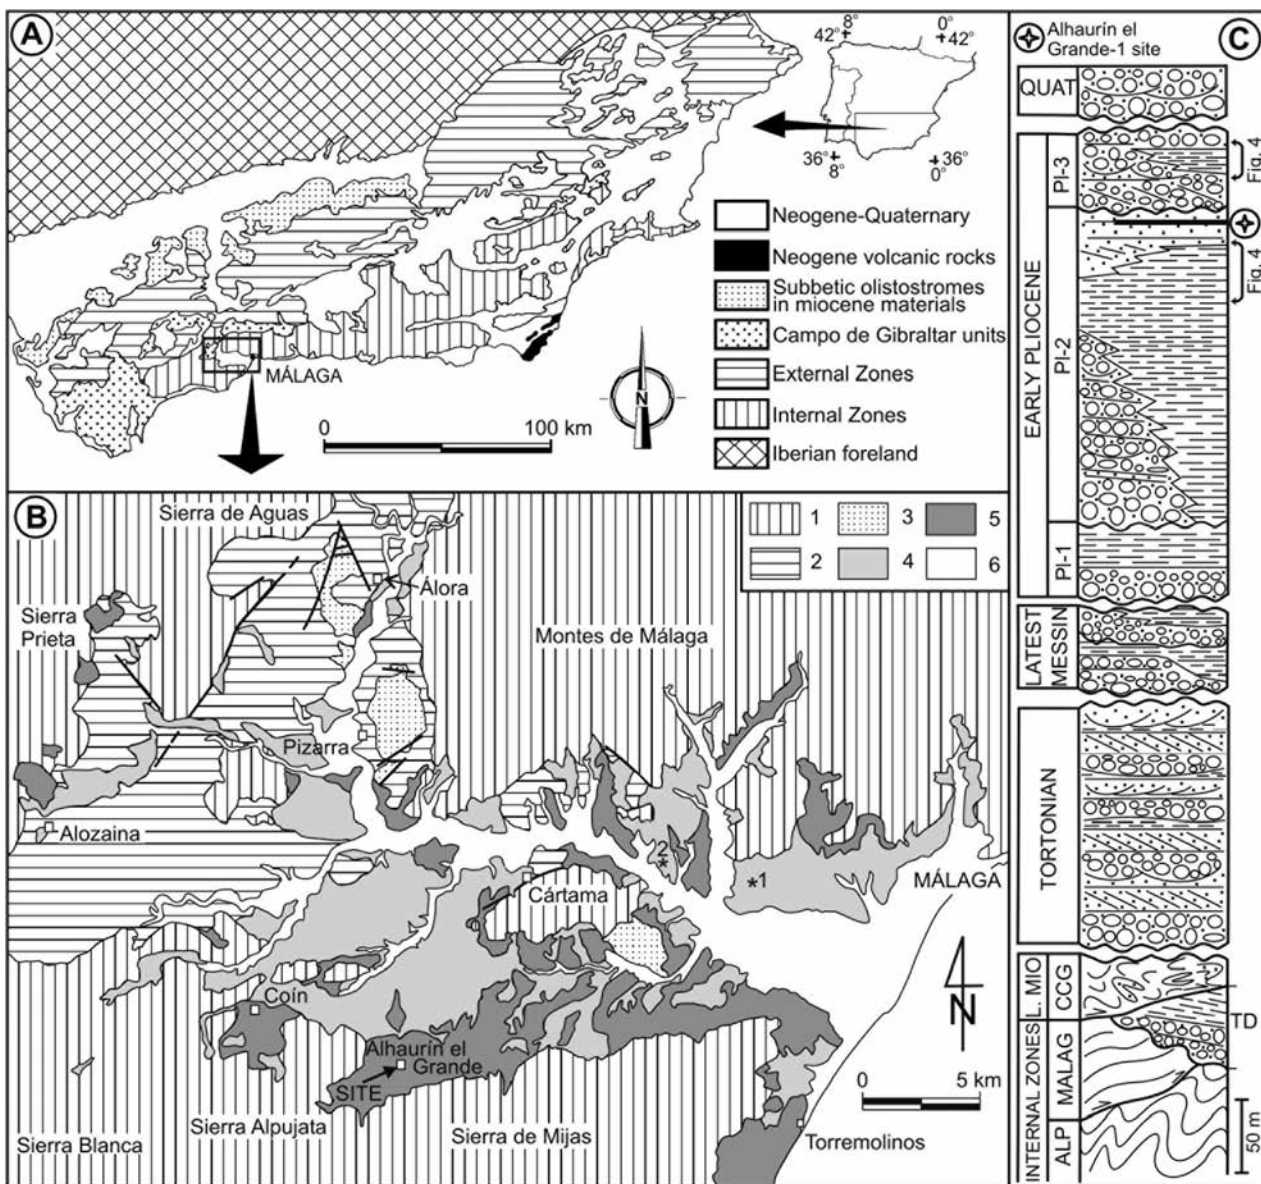 A
8°
42°
0°
42°
36°
8°
36°
0°
Neogene-Quaternary
Neogene volcanic rocks
Subbetic olistostromes
in miocene materials
Campo de Gibraltar units
External Zones
Internal Zones
Iberian foreland
MÁLAGA
0
100 km
N
B
Sierra de Aguas
1
2
3
4
5
6
Álora
Sierra
Prieta
Montes de Málaga
Pizarra
Alozaina
2
*
*1
MÁLAGA
Cártama
Coín
Alhaurín el
Grande
SITE
N
0
5 km
Sierra Blanca
Sierra Alpujata
Sierra de Mijas
Torremolinos
Alhaurín el
Grande-1 site
C
QUAT
EARLY PLIOCENE
Pl-3
Fig. 4
Pl-2
Fig. 4
Pl-1
LATEST
MESSIN
TORTONIAN
L. MIO
CCG
TD
INTERNAL ZONES
MALAG
ALP
50 m